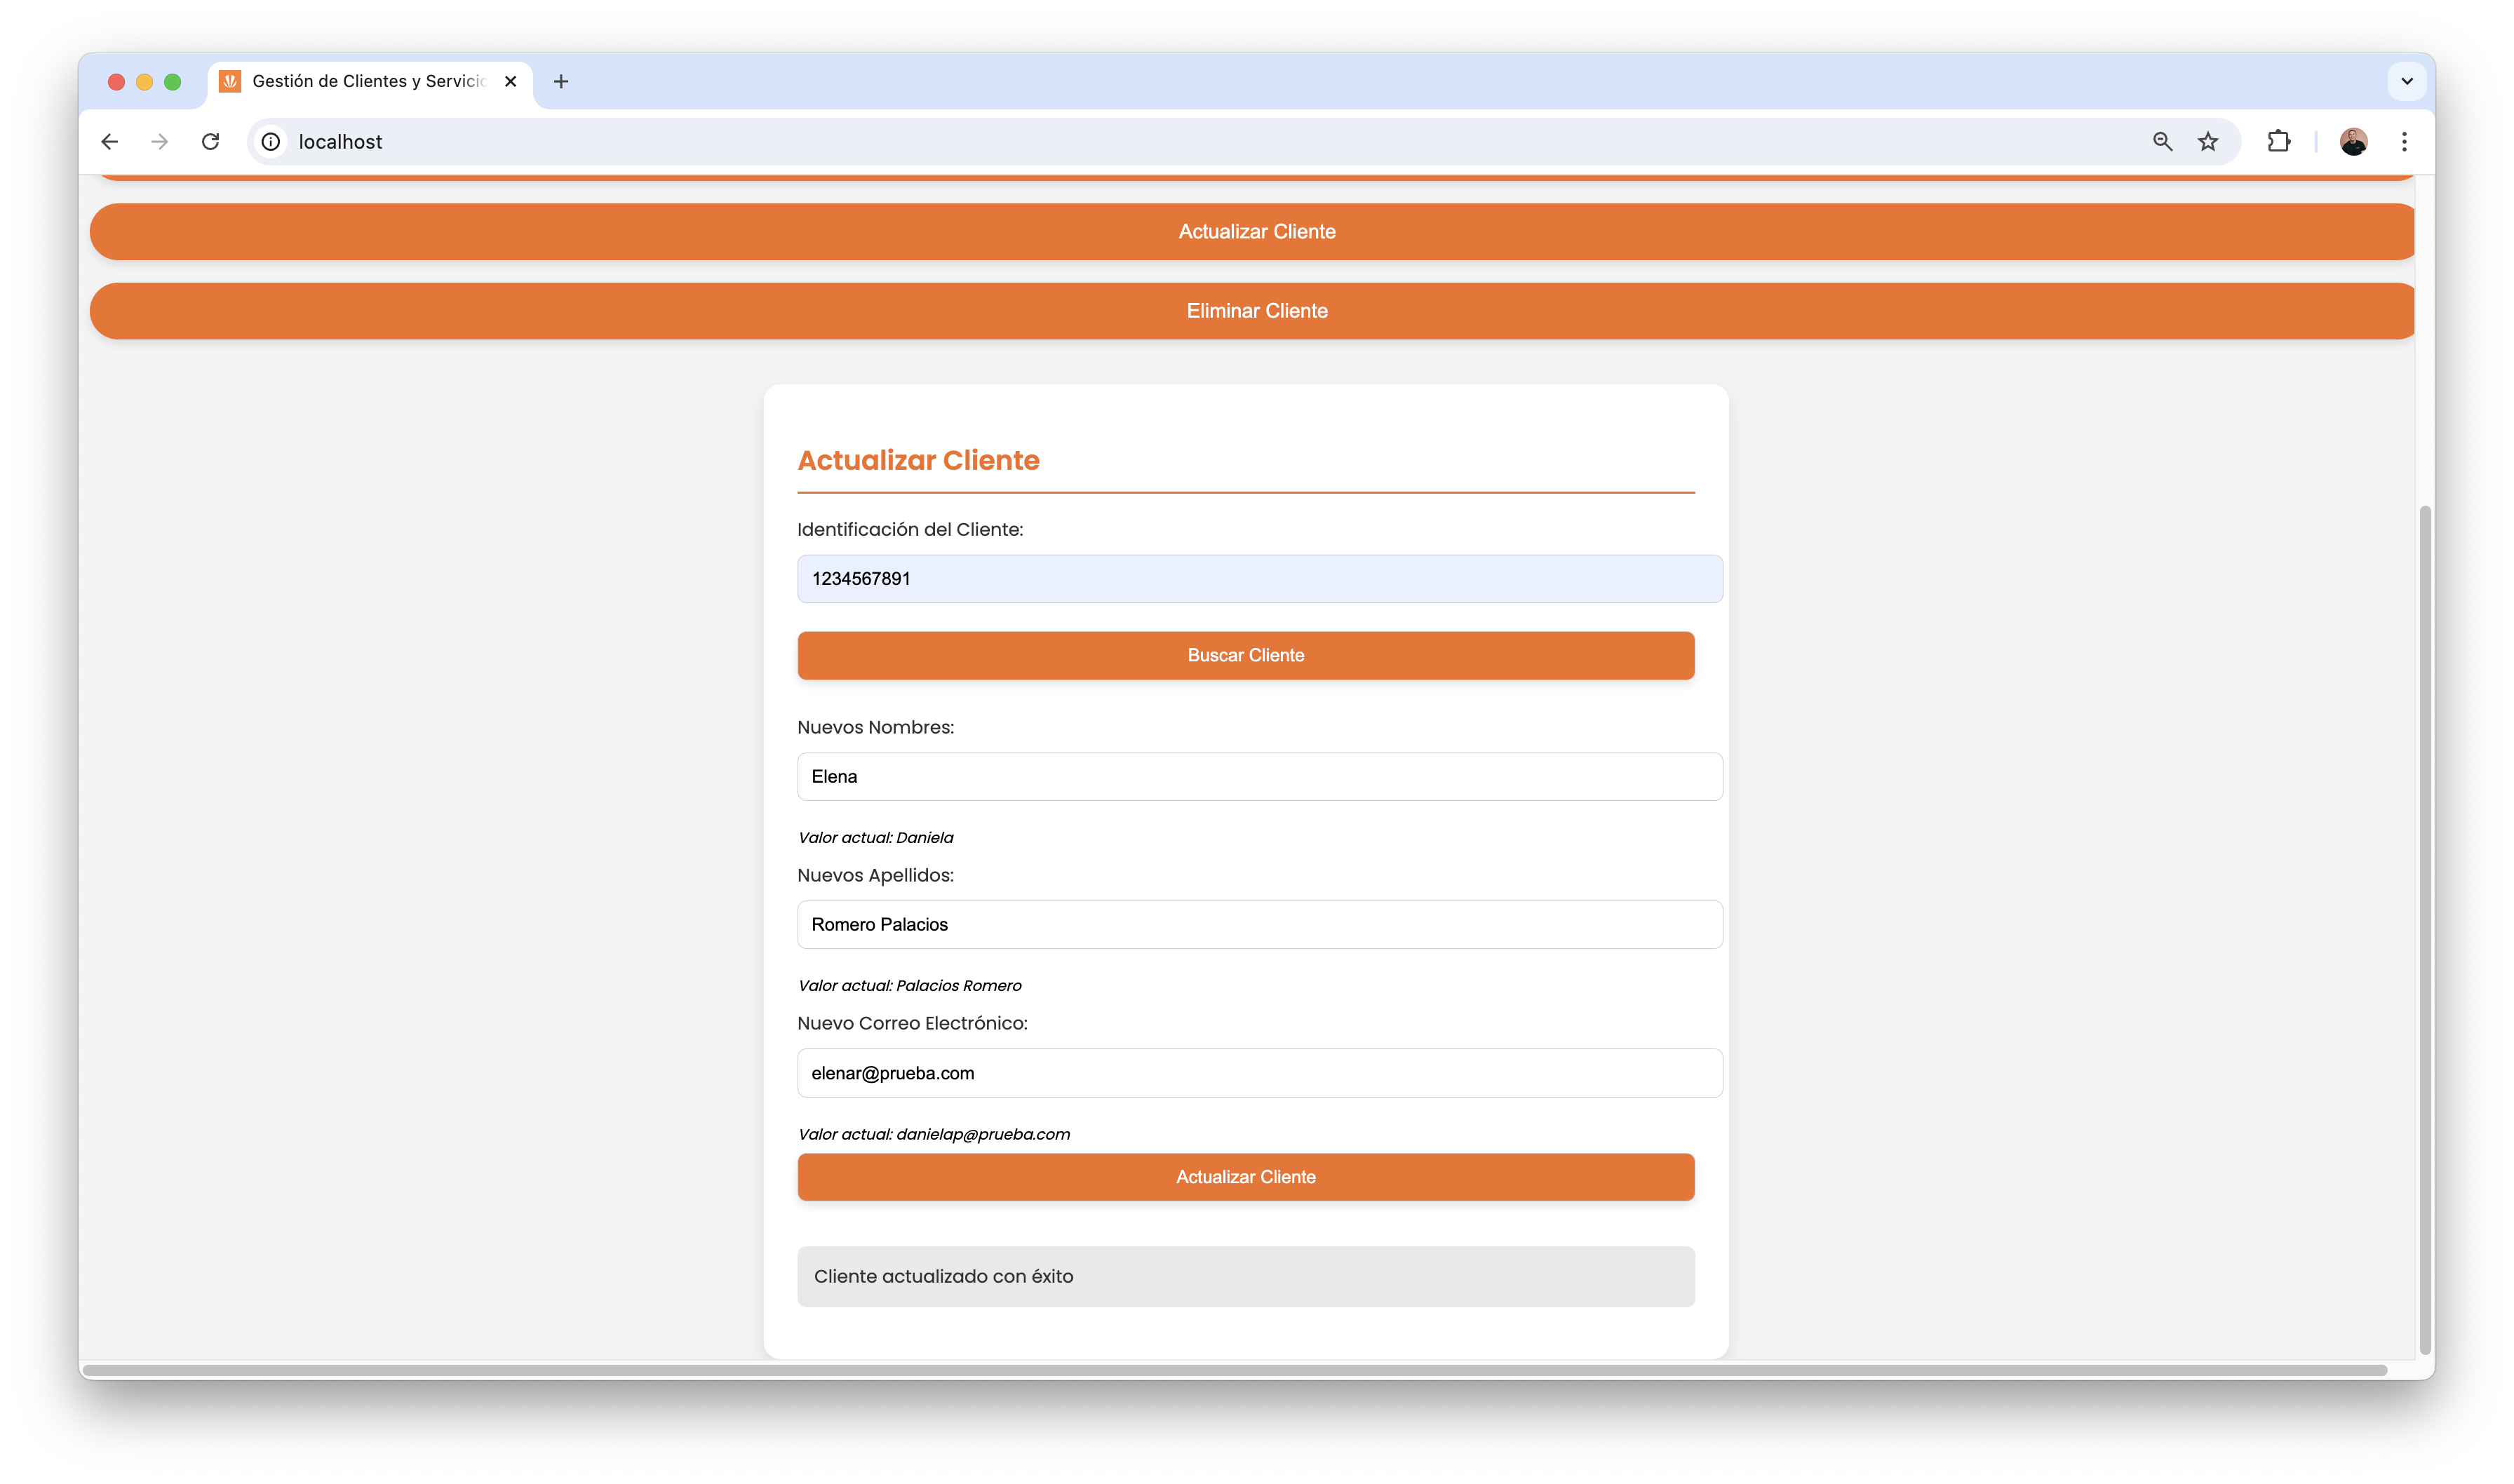 Gestión de Clientes y Servicio
localhost
Actualizar Cliente
Eliminar Cliente
Actualizar Cliente
Identificación del Cliente:
1234567891
Buscar Cliente
Nuevos Nombres:
Elena
Valor actual: Daniela
Nuevos Apellidos:
Romero Palacios
Valor actual: Palacios Romero
Nuevo Correo Electrónico:
elenar@prueba.com
Valor actual: danielap@prueba.com
Actualizar Cliente
Cliente actualizado con éxito